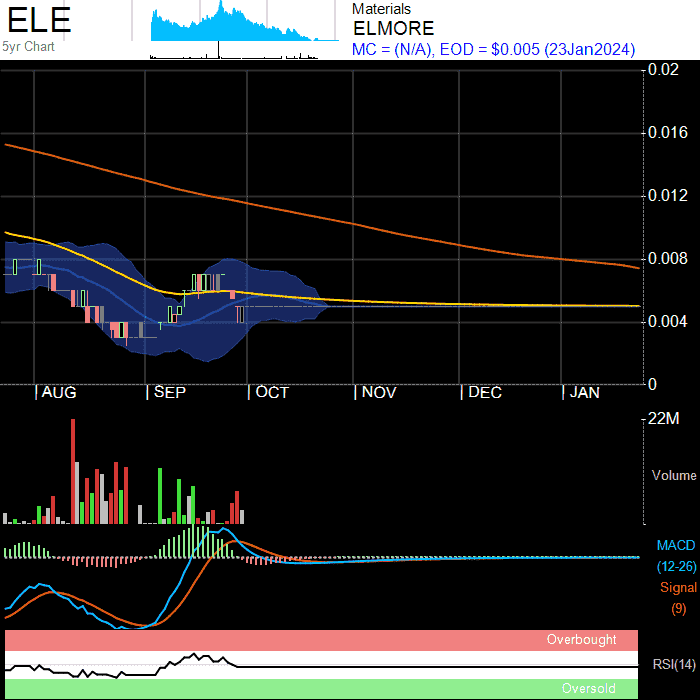 ELE
5yr Chart
Materials
ELMORE
MC = (N/A), EOD = $0.005 (23Jan2024)
0.02
0.016
0.012
0.008
0.004
0
| AUG | SEP | OCT | NOV | DEC | JAN
22M
Volume
MACD
(12-26)
Signal
(9)
Overbought
RSI(14)
Oversold